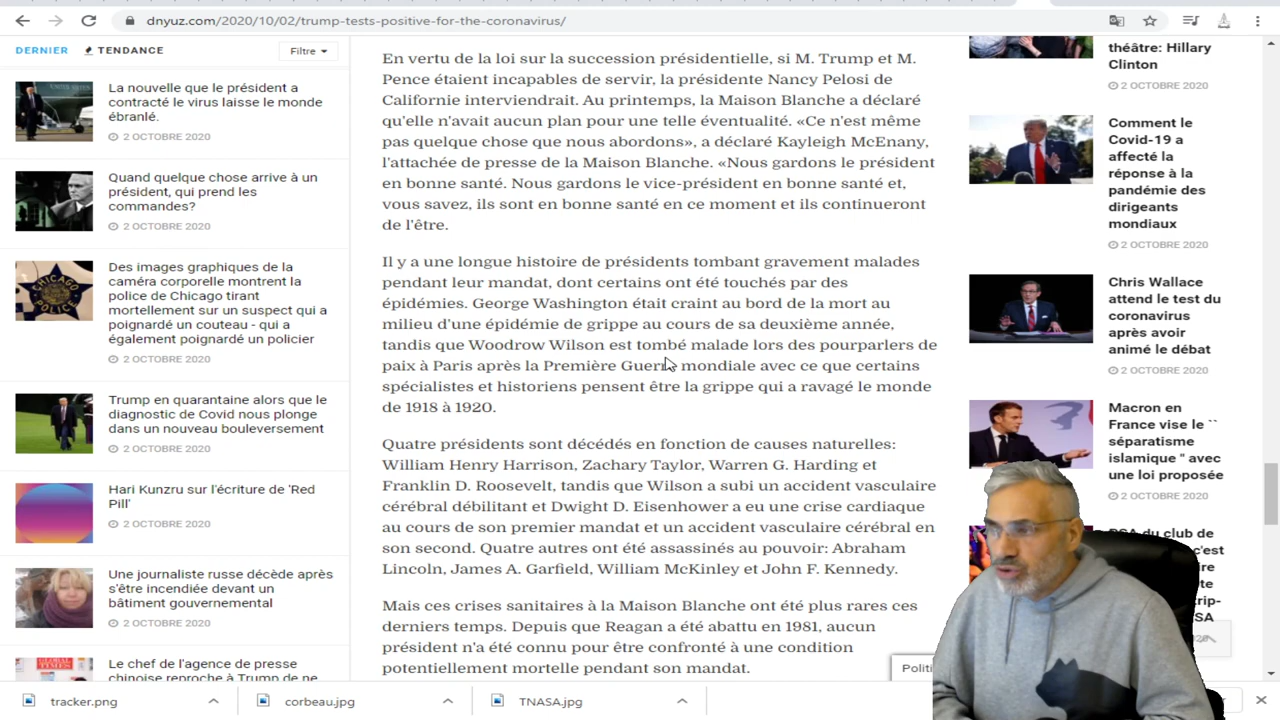 dnyuz.com/2020/10/02/trump-tests-positive-for-the-coronavirus/
DERNIER
TENDANCE
Filtre
La nouvelle que le président a
contracté le virus laisse le monde
ébranlé.
2 OCTOBRE 2020
Quand quelque chose arrive à un
président, qui prend les
commandes?
2 OCTOBRE 2020
CHICAGO
POLICE
Des images graphiques de la
caméra corporelle montrent la
police de Chicago tirant
mortellement sur un suspect qui a
poignardé un couteau - qui a
également poignardé un policier
2 OCTOBRE 2020
Trump en quarantaine alors que le
diagnostic de Covid nous plonge
dans un nouveau bouleversement
2 OCTOBRE 2020
Hari Kunzru sur l'écriture de 'Red
Pill'
2 OCTOBRE 2020
Une journaliste russe décède après
s'être incendiée devant un
bâtiment gouvernemental
2 OCTOBRE 2020
GLOBAL
TIMES
Le chef de l'agence de presse
chinoise reproche à Trump de ne
En vertu de la loi sur la succession présidentielle, si M. Trump et M.
Pence étaient incapables de servir, la présidente Nancy Pelosi de
Californie interviendrait. Au printemps, la Maison Blanche a déclaré
qu'elle n'avait aucun plan pour une telle éventualité. «Ce n'est même
pas quelque chose que nous abordons», a déclaré Kayleigh McEnany,
l'attachée de presse de la Maison Blanche. «Nous gardons le président
en bonne santé. Nous gardons le vice-président en bonne santé et,
vous savez, ils sont en bonne santé en ce moment et ils continueront
de l'être.
Il y a une longue histoire de présidents tombant gravement malades
pendant leur mandat, dont certains ont été touchés par des
épidémies. George Washington était craint au bord de la mort au
milieu d'une épidémie de grippe au cours de sa deuxième année,
tandis que Woodrow Wilson est tombé malade lors des pourparlers de
paix à Paris après la Première Guerre mondiale avec ce que certains
spécialistes et historiens pensent être la grippe qui a ravagé le monde
de 1918 à 1920.
Quatre présidents sont décédés en fonction de causes naturelles:
William Henry Harrison, Zachary Taylor, Warren G. Harding et
Franklin D. Roosevelt, tandis que Wilson a subi un accident vasculaire
cérébral débilitant et Dwight D. Eisenhower a eu une crise cardiaque
au cours de son premier mandat et un accident vasculaire cérébral en
son second. Quatre autres ont été assassinés au pouvoir: Abraham
Lincoln, James A. Garfield, William McKinley et John F. Kennedy.
Mais ces crises sanitaires à la Maison Blanche ont été plus rares ces
derniers temps. Depuis que Reagan a été abattu en 1981, aucun
président n'a été connu pour être confronté à une condition
potentiellement mortelle pendant son mandat.
théâtre: Hillary
Clinton
2 OCTOBRE 2020
Comment le
Covid-19 a
affecté la
réponse à la
pandémie des
dirigeants
mondiaux
2 OCTOBRE 2020
Chris Wallace
attend le test du
coronavirus
après avoir
animé le débat
2 OCTOBRE 2020
Macron en
France vise le ``
séparatisme
islamique '' avec
une loi proposée
2 OCTOBRE 2020
du club de
c'est
Politi
tracker.png
corbeau.jpg
TNASA.jpg